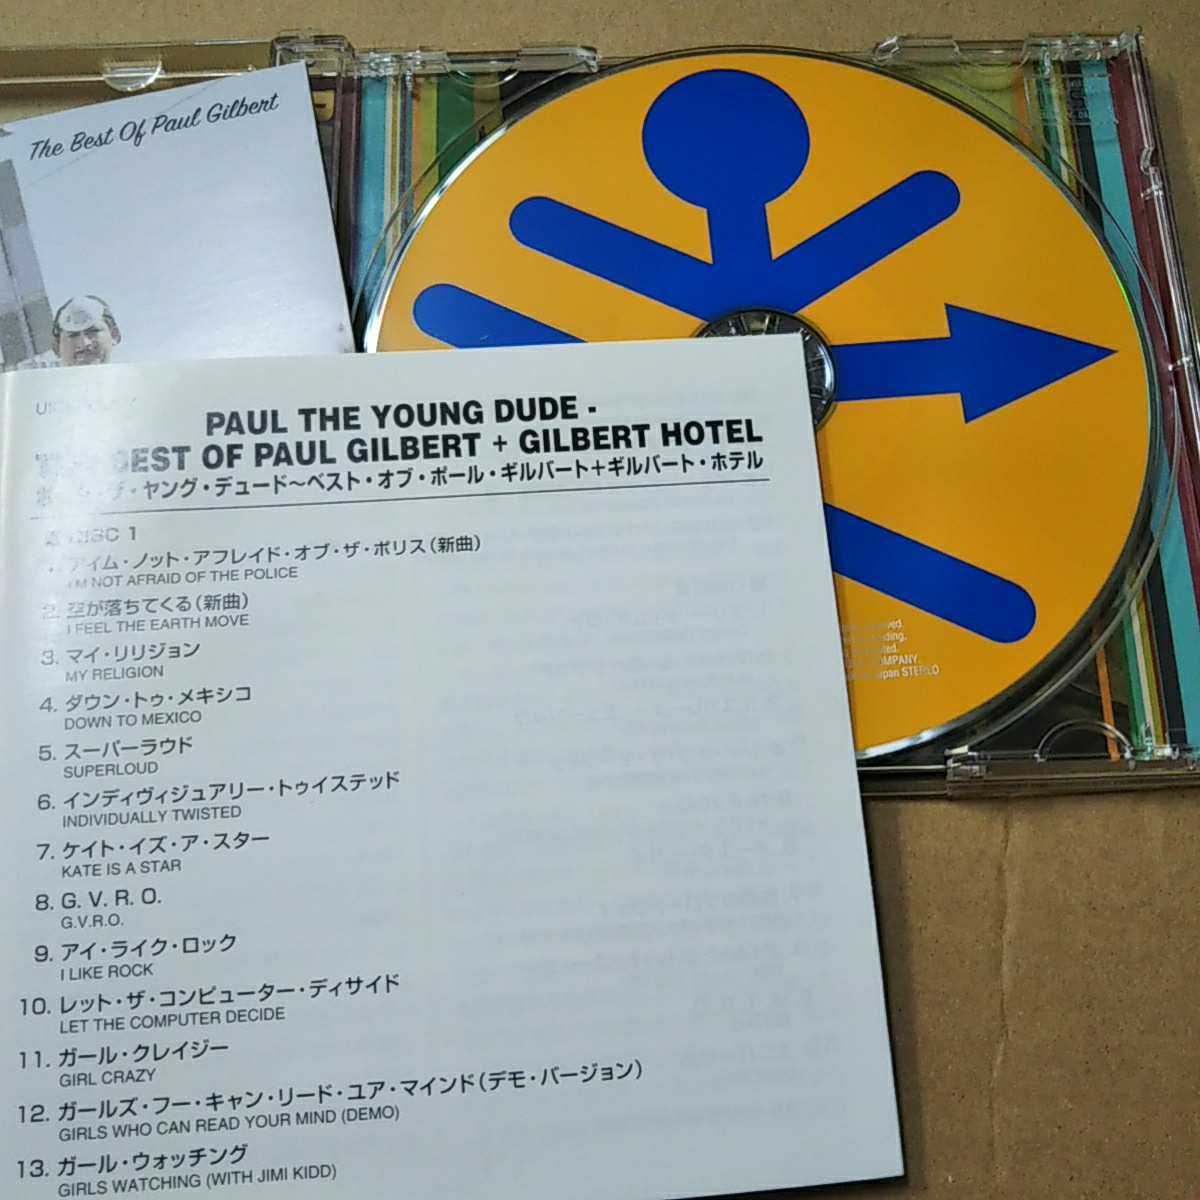 The Best Of Paul Gilbert
PAUL THE YOUNG DUDE -
BEST OF PAUL GILBERT + GILBERT HOTEL
ザ・ヤング・デュード～ベスト・オブ・ポール・ギルバート＋ギルバート・ホテル
DISC 1
1. アイム・ノット・アフレイド・オブ・ザ・ポリス(新曲)
I'M NOT AFRAID OF THE POLICE
2. 空が落ちてくる(新曲)
I FEEL THE EARTH MOVE
3. マイ・リリジョン
MY RELIGION
4. ダウン・トゥ・メキシコ
DOWN TO MEXICO
5. スーパーラウド
SUPERLOUD
6. インディヴィジュアリー・トゥイステッド
INDIVIDUALLY TWISTED
7. ケイト・イズ・ア・スター
KATE IS A STAR
8. G. V. R. O.
G.V.R.O.
9. アイ・ライク・ロック
I LIKE ROCK
10. レット・ザ・コンピューター・ディサイド
LET THE COMPUTER DECIDE
11. ガール・クレイジー
GIRL CRAZY
12. ガールズ・フー・キャン・リード・ユア・マインド(デモ・バージョン)
GIRLS WHO CAN READ YOUR MIND (DEMO)
13. ガール・ウォッチング
GIRLS WATCHING (WITH JIMI KIDD)
COMPANY.
Japan STEREO